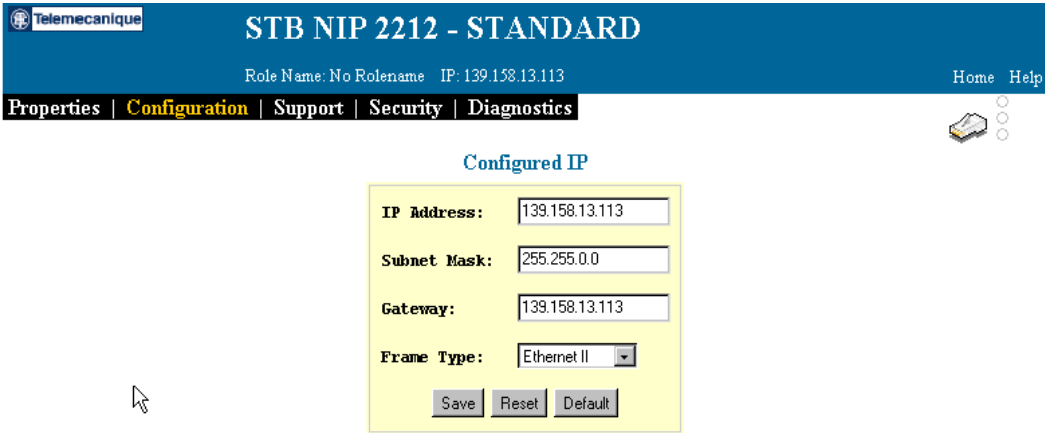 Telemecanique
STB NIP 2212 - STANDARD
Role Name: No Rolename IP: 139.158.13.113
Home Help
Properties | Configuration | Support | Security | Diagnostics
Configured IP
IP Address: 139.158.13.113
Subnet Mask: 255.255.0.0
Gateway: 139.158.13.113
Frame Type: Ethernet II
Save Reset Default